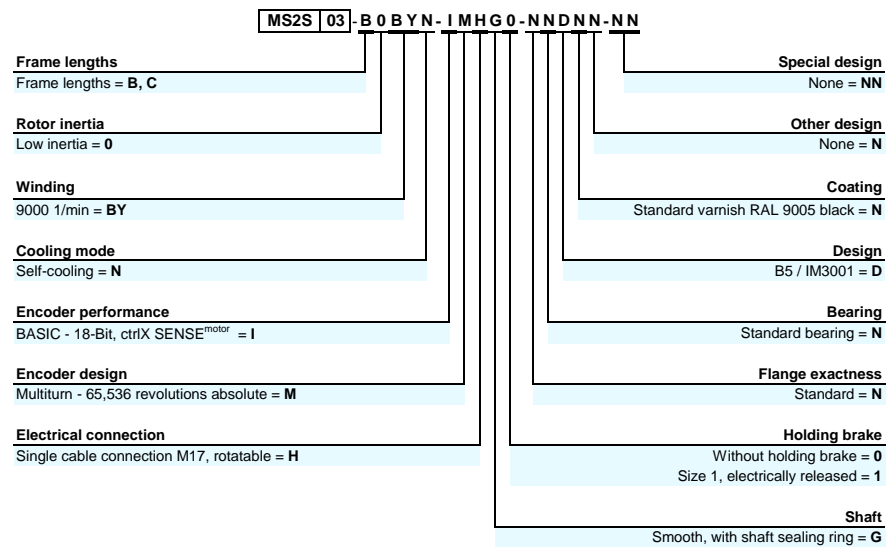 MS2S 03-B0BYN-IMHG0-NNDNN-NN
Frame lengths
Frame lengths = B, C
Rotor inertia
Low inertia = 0
Winding
9000 1/min = BY
Cooling mode
Self-cooling = N
Encoder performance
BASIC - 18-Bit, ctrlX SENSEmotor = I
Encoder design
Multiturn - 65,536 revolutions absolute = M
Electrical connection
Single cable connection M17, rotatable = H
Special design
None = NN
Other design
None = N
Coating
Standard varnish RAL 9005 black = N
Design
B5 / IM3001 = D
Bearing
Standard bearing = N
Flange exactness
Standard = N
Holding brake
Without holding brake = 0
Size 1, electrically released = 1
Shaft
Smooth, with shaft sealing ring = G